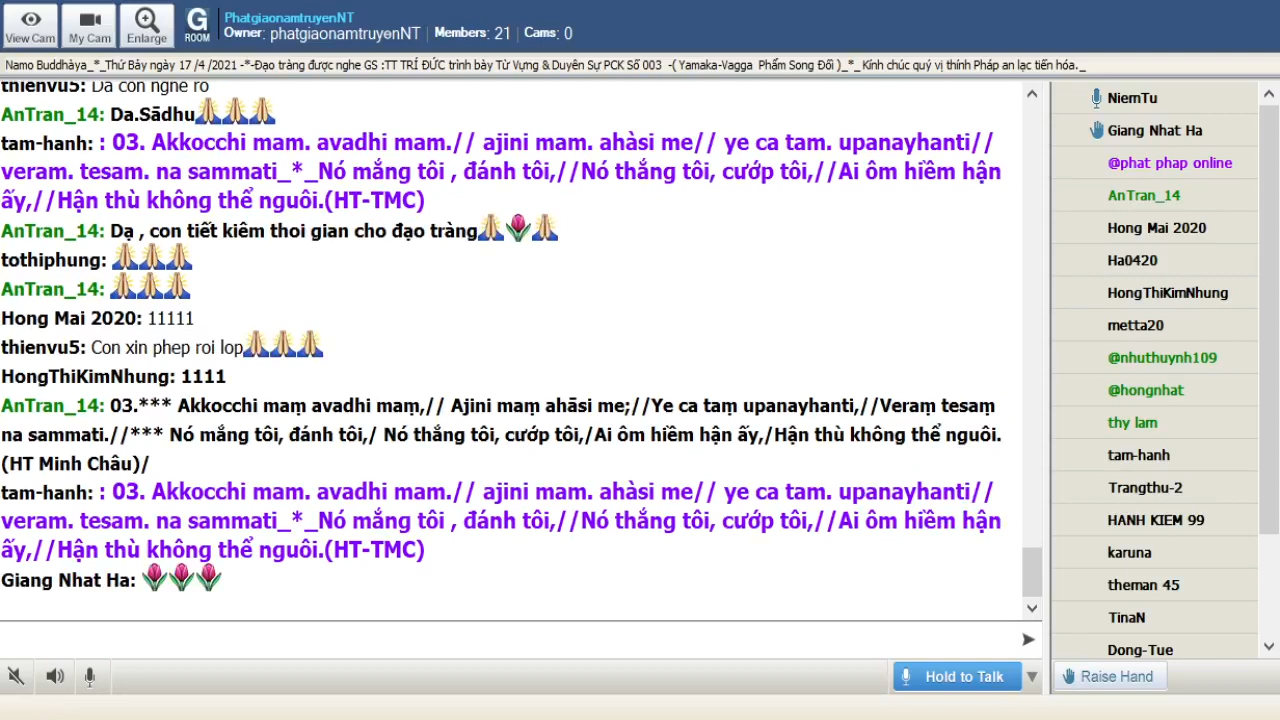 View Cam
My Cam
Enlarge
G
ROOM
PhatgiaonamtruyenNT
Owner: phatgiaonamtruyenNT | Members: 21 | Cams: 0
Namo Buddhàya_*_Thứ Bảy ngày 17 /4 /2021 -*-Đạo tràng được nghe GS :TT TRÍ ĐỨC trình bày Từ Vựng & Duyên Sự PCK Số 003 -( Yamaka-Vagga Phẩm Song Đối )_*_ Kính chúc quý vị thính Pháp an lạc tiến hóa._
thienvu5: Da con nghe ro
AnTran_14: Da.Sādhu🙏🙏🙏
tam-hanh: : 03. Akkocchi mam. avadhi mam.// ajini mam. ahàsi me// ye ca tam. upanayhanti//
veram. tesam. na sammati_*_Nó mắng tôi , đánh tôi,//Nó thắng tôi, cướp tôi,//Ai ôm hiềm hận
ấy,//Hận thù không thể nguôi.(HT-TMC)
AnTran_14: Dạ , con tiết kiêm thoi gian cho đạo tràng🙏🌷🙏
tothiphung: 🙏🙏🙏
AnTran_14: 🙏🙏🙏
Hong Mai 2020: 11111
thienvu5: Con xin phep roi lop🙏🙏🙏
HongThiKimNhung: 1111
AnTran_14: 03.*** Akkocchi maṃ avadhi maṃ,// Ajini maṃ ahāsi me;//Ye ca taṃ upanayhanti,//Veraṃ tesaṃ
na sammati.//*** Nó mắng tôi, đánh tôi,/ Nó thắng tôi, cướp tôi,/Ai ôm hiềm hận ấy,/Hận thù không thể nguôi.
(HT Minh Châu)/
tam-hanh: : 03. Akkocchi mam. avadhi mam.// ajini mam. ahàsi me// ye ca tam. upanayhanti//
veram. tesam. na sammati_*_Nó mắng tôi , đánh tôi,//Nó thắng tôi, cướp tôi,//Ai ôm hiềm hận
ấy,//Hận thù không thể nguôi.(HT-TMC)
Giang Nhat Ha: 🌷🌷🌷
Hold to Talk
NiemTu
Giang Nhat Ha
@phat phap online
AnTran_14
Hong Mai 2020
Ha0420
HongThiKimNhung
metta20
@nhuthuynh109
@hongnhat
thy lam
tam-hanh
Trangthu-2
HANH KIEM 99
karuna
theman 45
TinaN
Dong-Tue
Raise Hand